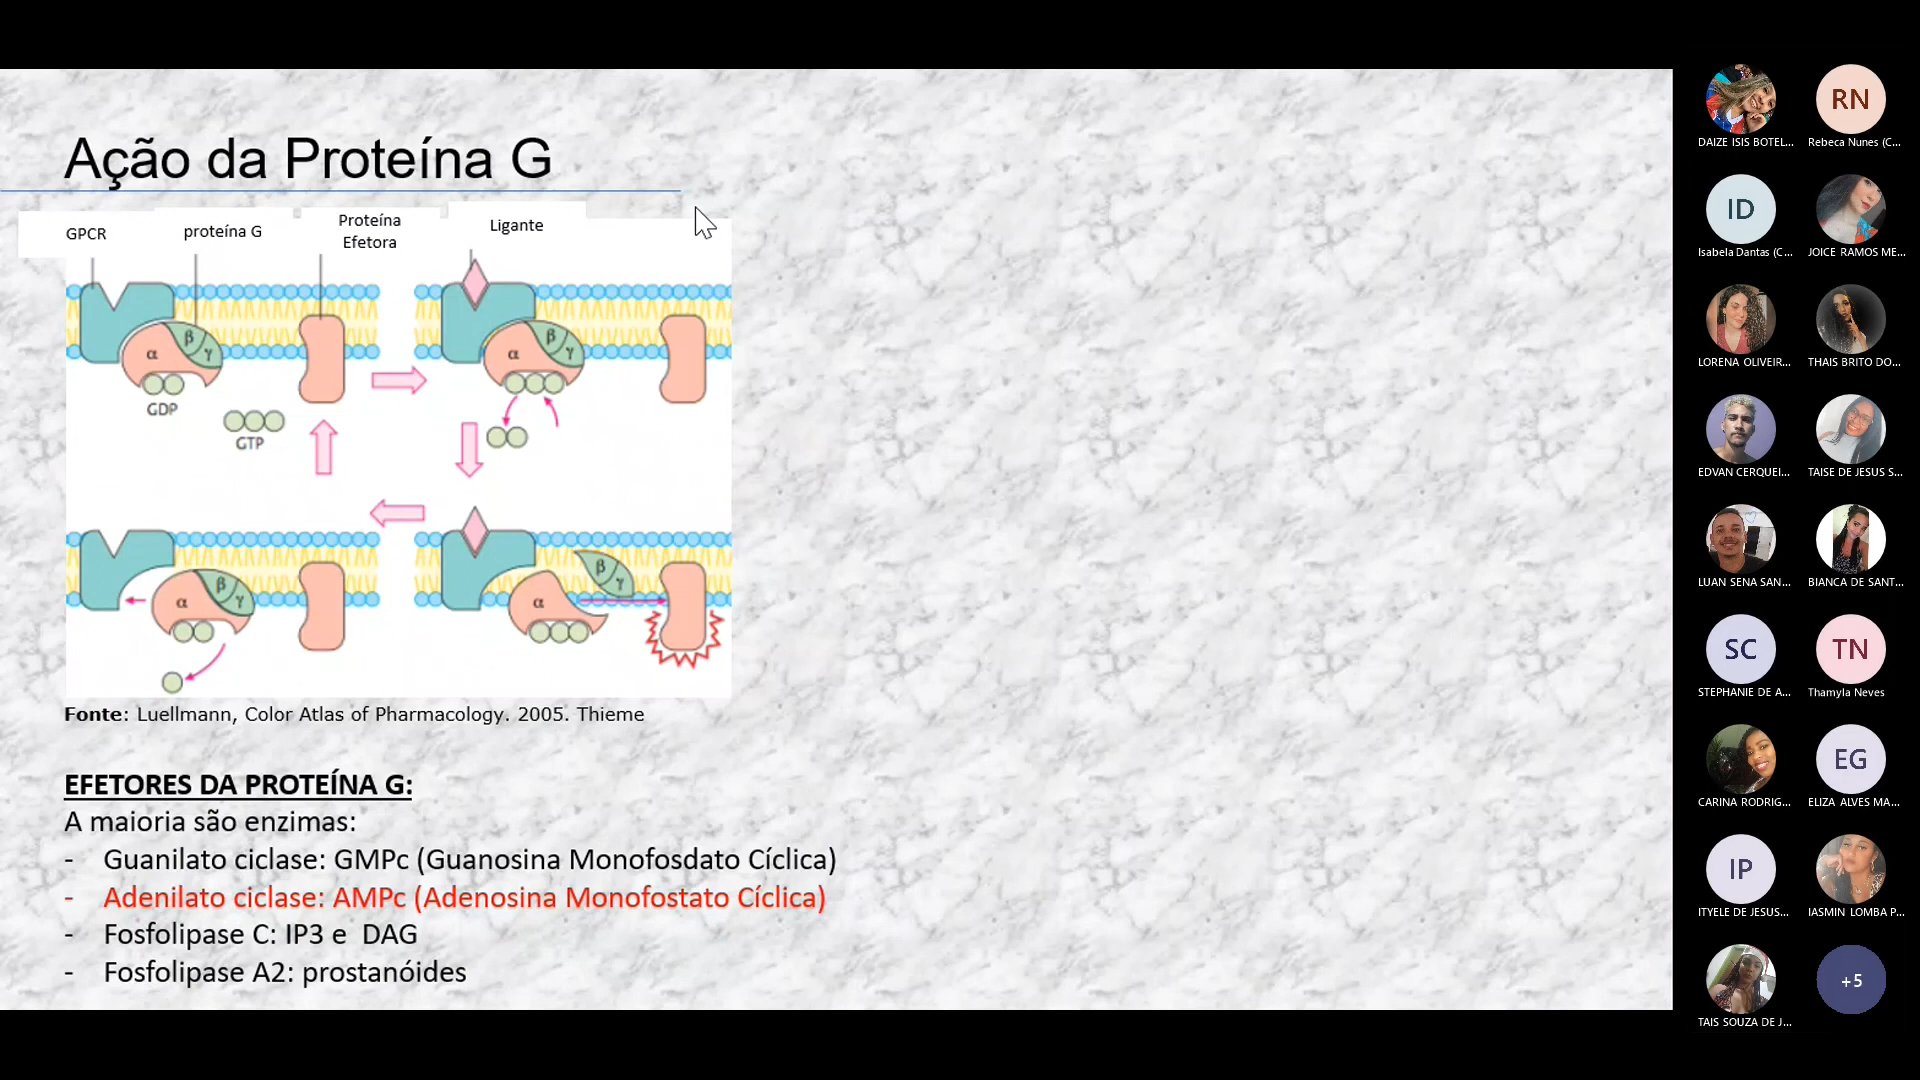 Ação da Proteína G
GPCR
proteína G
Proteína
Efetora
Ligante
α
β
γ
α
β
γ
GDP
GTP
β
γ
α
β
γ
α
Fonte: Luellmann, Color Atlas of Pharmacology. 2005. Thieme
EFETORES DA PROTEÍNA G:
A maioria são enzimas:
- Guanilato ciclase: GMPc (Guanosina Monofosdato Cíclica)
- Adenilato ciclase: AMPc (Adenosina Monofostato Cíclica)
- Fosfolipase C: IP3 e DAG
- Fosfolipase A2: prostanóides
DAIZE ISIS BOTEL...
RN
Rebeca Nunes (C...
ID
Isabela Dantas (C...
JOICE RAMOS ME...
LORENA OLIVEIR...
THAIS BRITO DO...
EDVAN CERQUEI...
TAISE DE JESUS S...
LUAN SENA SAN...
BIANCA DE SANT...
SC
STEPHANIE DE A...
TN
Thamyla Neves
CARINA RODRIG...
EG
ELIZA ALVES MA...
IP
ITYELE DE JESUS...
IASMIN LOMBA P...
TAIS SOUZA DE J...
+5